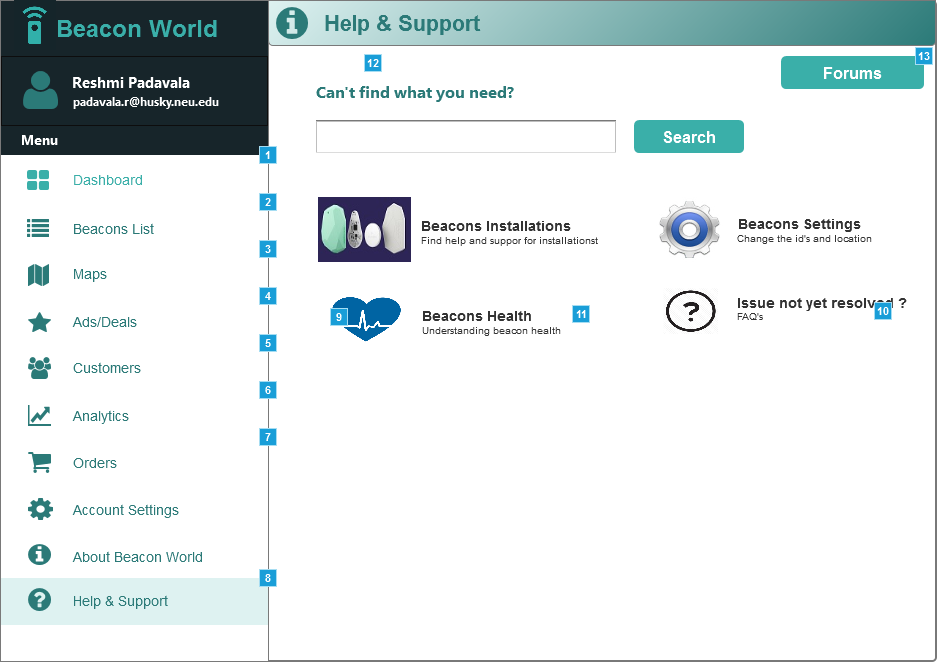 Beacon World
Help & Support
Reshmi Padavala
padavala.r@husky.neu.edu
Menu
12
13
Forums
Can't find what you need?
Search
1
Dashboard
2
Beacons List
3
Maps
4
Ads/Deals
5
Customers
6
Analytics
7
Orders
Account Settings
About Beacon World
8
Help & Support
Beacons Installations
Find help and suppor for installationst
Beacons Settings
Change the id's and location
9
Beacons Health
Understanding beacon health
11
Issue not yet resolved ?
FAQ's
10